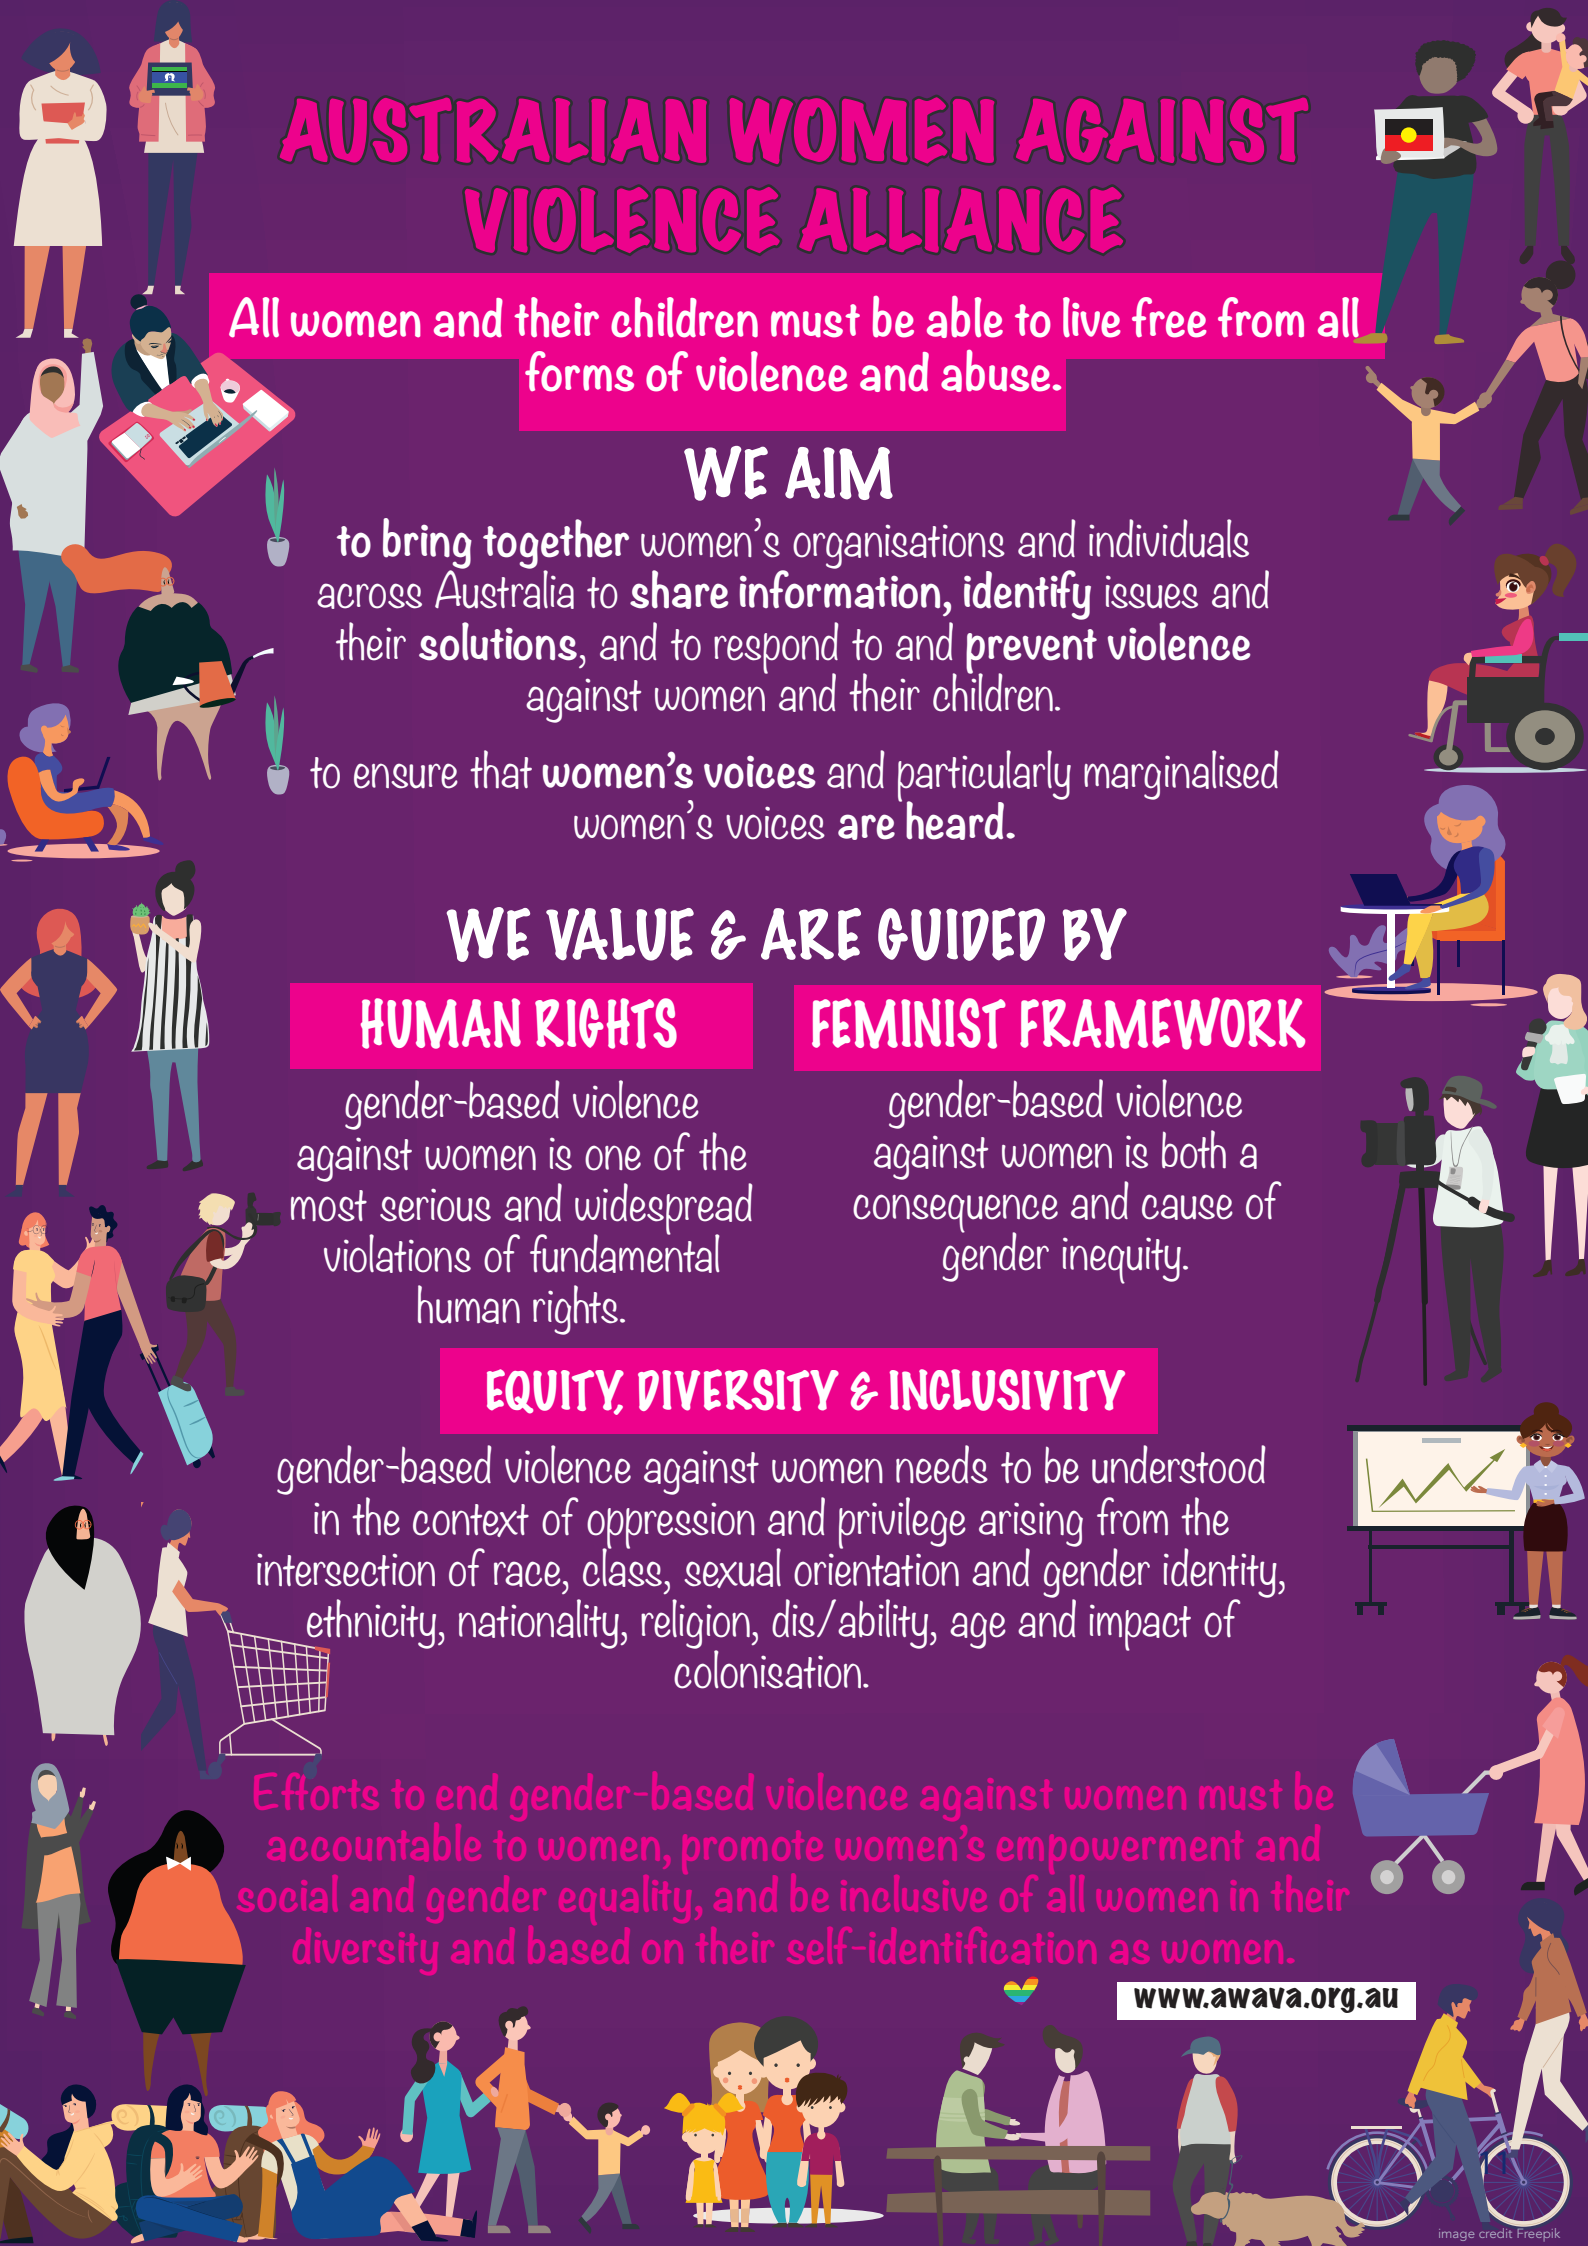 AUSTRALIAN WOMEN AGAINST
VIOLENCE ALLIANCE
All women and their children must be able to live free from all
forms of violence and abuse.
WE AIM
to bring together women's organisations and individuals
across Australia to share information, identify issues and
their solutions, and to respond to and prevent violence
against women and their children.
to ensure that women's voices and particularly marginalised
women's voices are heard.
WE VALUE & ARE GUIDED BY
HUMAN RIGHTS
gender-based violence
against women is one of the
most serious and widespread
violations of fundamental
human rights.
FEMINIST FRAMEWORK
gender-based violence
against women is both a
consequence and cause of
gender inequity.
EQUITY, DIVERSITY & INCLUSIVITY
gender-based violence against women needs to be understood
in the context of oppression and privilege arising from the
intersection of race, class, sexual orientation and gender identity,
ethnicity, nationality, religion, dis/ability, age and impact of
colonisation.
Efforts to end gender-based violence against women must be
accountable to women, promote women's empowerment and
social and gender equality, and be inclusive of all women in their
diversity and based on their self-identification as women.
www.awava.org.au
image credit Freepik